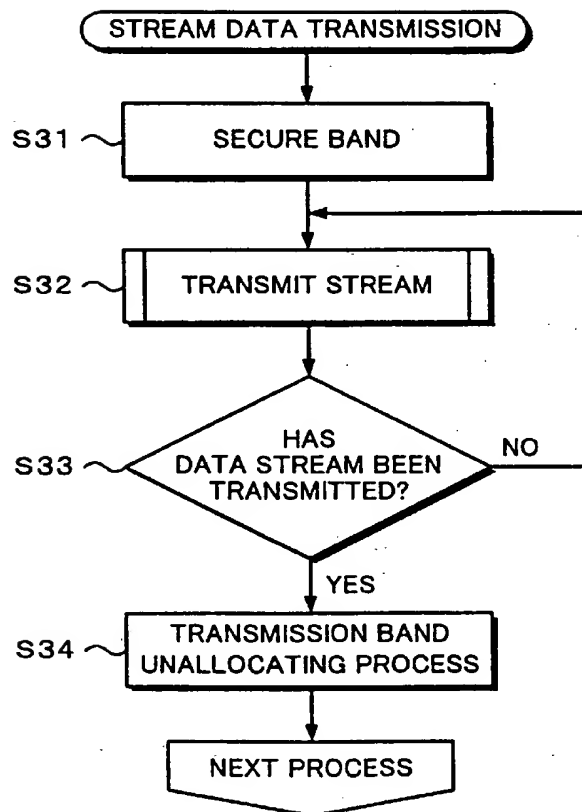 STREAM DATA TRANSMISSION
S31
SECURE BAND
S32
TRANSMIT STREAM
S33
HAS
DATA STREAM BEEN
TRANSMITTED?
NO
YES
S34
TRANSMISSION BAND
UNALLOCATING PROCESS
NEXT PROCESS